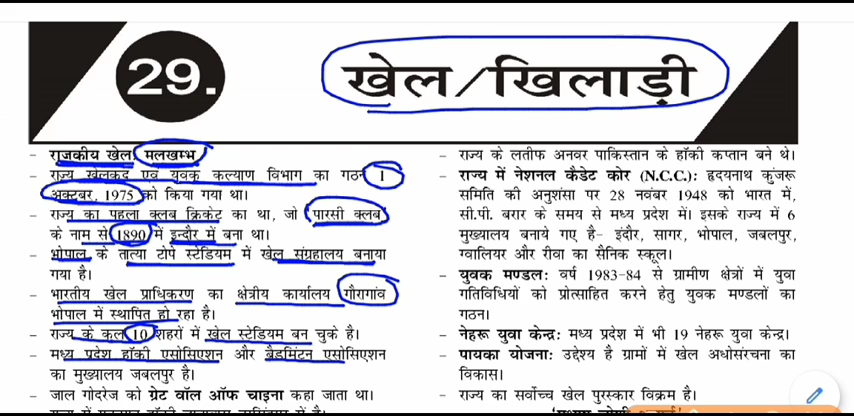 29.
खेल/खिलाड़ी
– राजकीय खेल मलखम्भ
– राज्य खेलकूद एवं युवक कल्याण विभाग का गठन 1
अक्टूबर, 1975 को किया गया था।
– राज्य का पहला क्लब क्रिकेट का था, जो पारसी क्लब
के नाम से 1890 में इन्दौर में बना था।
– भोपाल के तात्या टोपे स्टेडियम में खेल संग्रहालय बनाया
गया है।
– भारतीय खेल प्राधिकरण का क्षेत्रीय कार्यालय गौरागांव
भोपाल में स्थापित हो रहा है।
– राज्य के कुल 10 शहरों में खेल स्टेडियम बन चुके है।
– मध्य प्रदेश हॉकी एसोसिएशन और बैडमिंटन एसोसिएशन
का मुख्यालय जबलपुर है।
– जाल गोदरेज को ग्रेट वॉल ऑफ चाइना कहा जाता था।
– राज्य के लतीफ अनवर पाकिस्तान के हॉकी कप्तान बने थे।
– राज्य में नेशनल कैडेट कोर (N.C.C.): ह्रदयनाथ कुंजरू
समिति की अनुशंसा पर 28 नवंबर 1948 को भारत में,
सी.पी. बरार के समय से मध्य प्रदेश में। इसके राज्य में 6
मुख्यालय बनाये गए है– इंदौर, सागर, भोपाल, जबलपुर,
ग्वालियर और रीवा का सैनिक स्कूल।
– युवक मण्डल: वर्ष 1983-84 से ग्रामीण क्षेत्रों में युवा
गतिविधियों को प्रोत्साहित करने हेतु युवक मण्डलों का
गठन।
– नेहरू युवा केन्द्र: मध्य प्रदेश में भी 19 नेहरू युवा केन्द्र।
– पायका योजना: उद्देश्य है ग्रामों में खेल अधोसंरचना का
विकास।
– राज्य का सर्वोच्च खेल पुरस्कार विक्रम है।